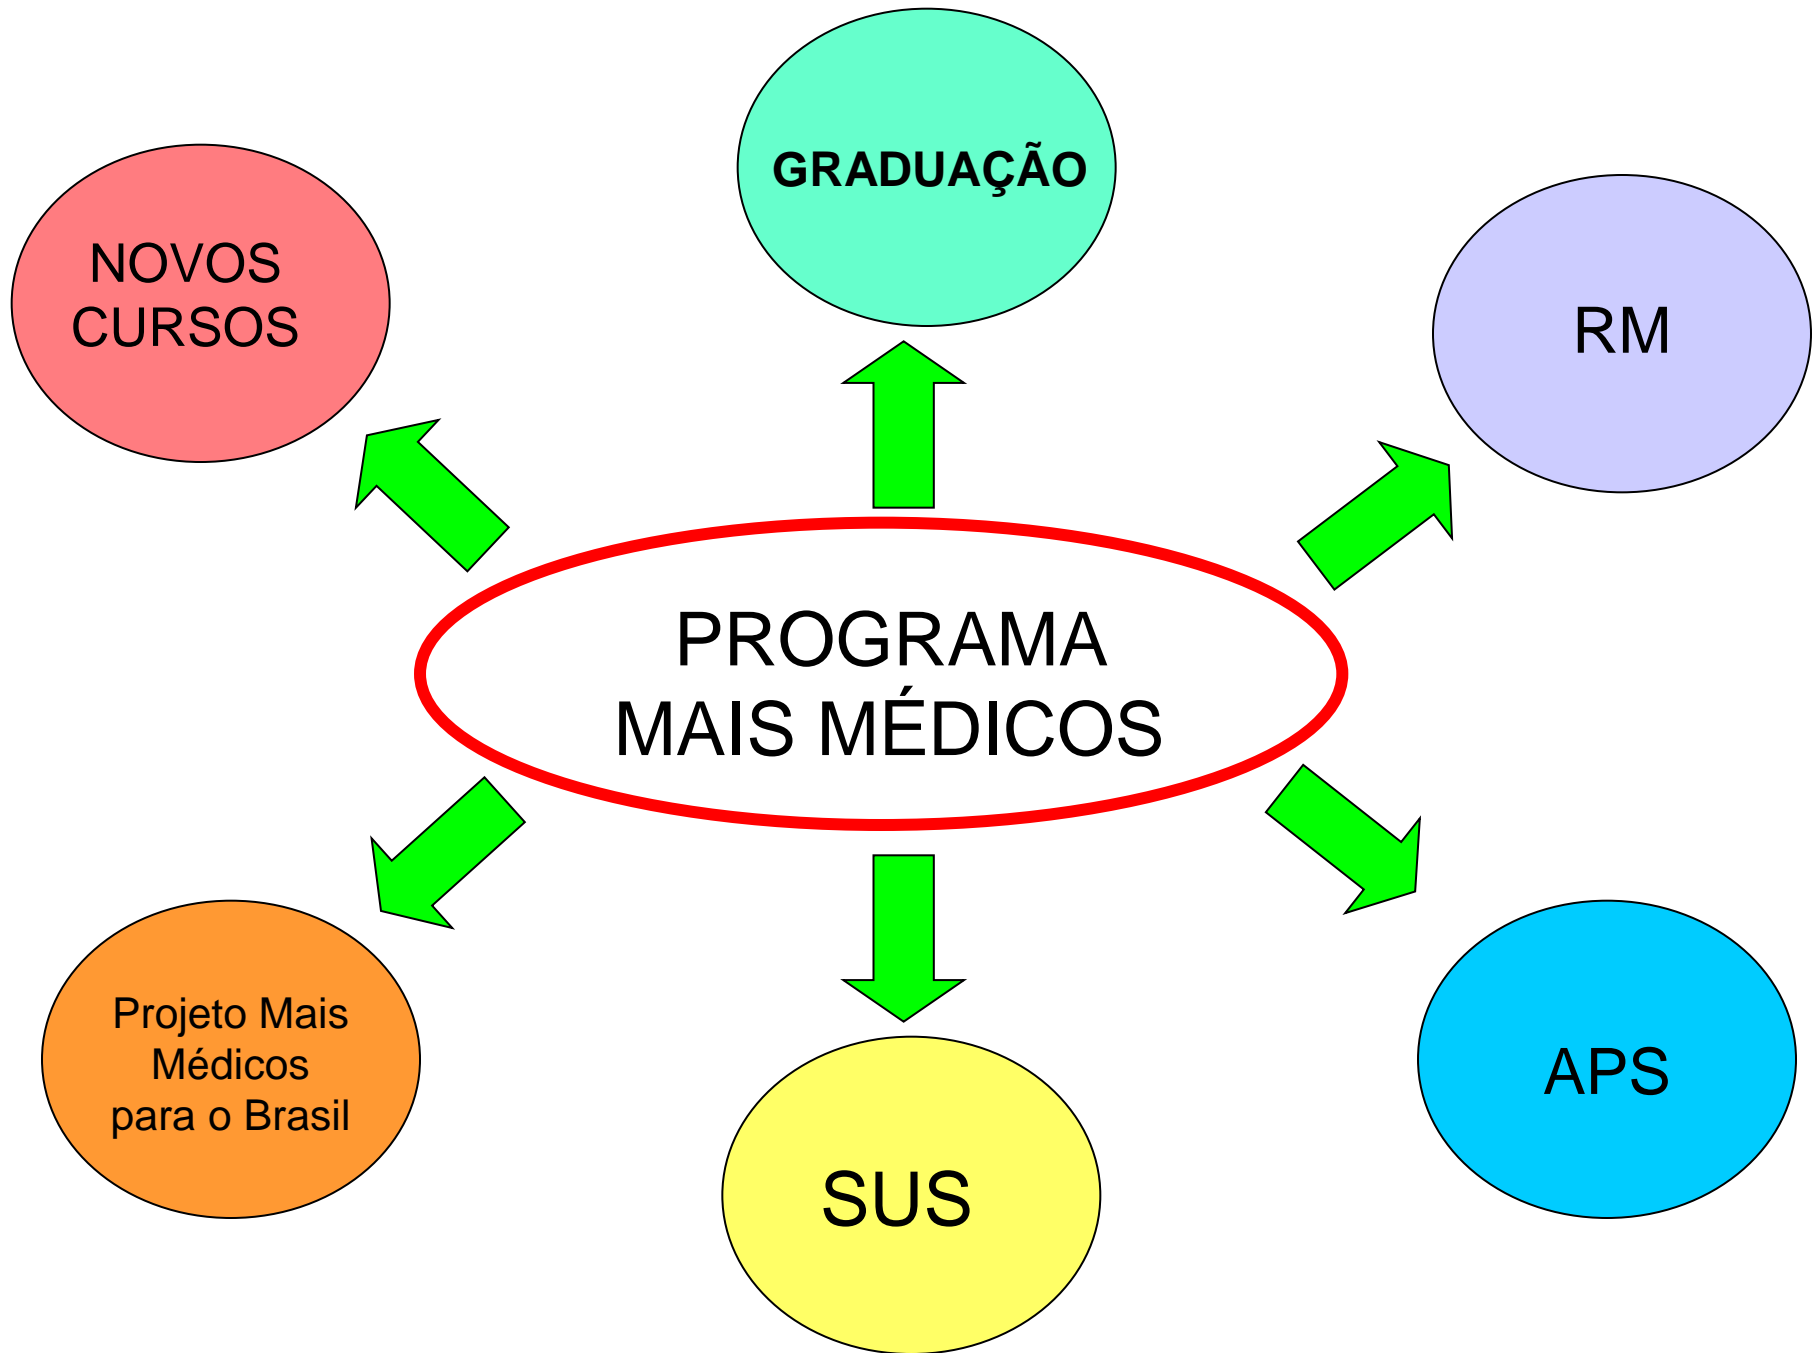 GRADUAÇÃO
NOVOS
CURSOS
RM
PROGRAMA
MAIS MÉDICOS
Projeto Mais
Médicos
para o Brasil
APS
SUS